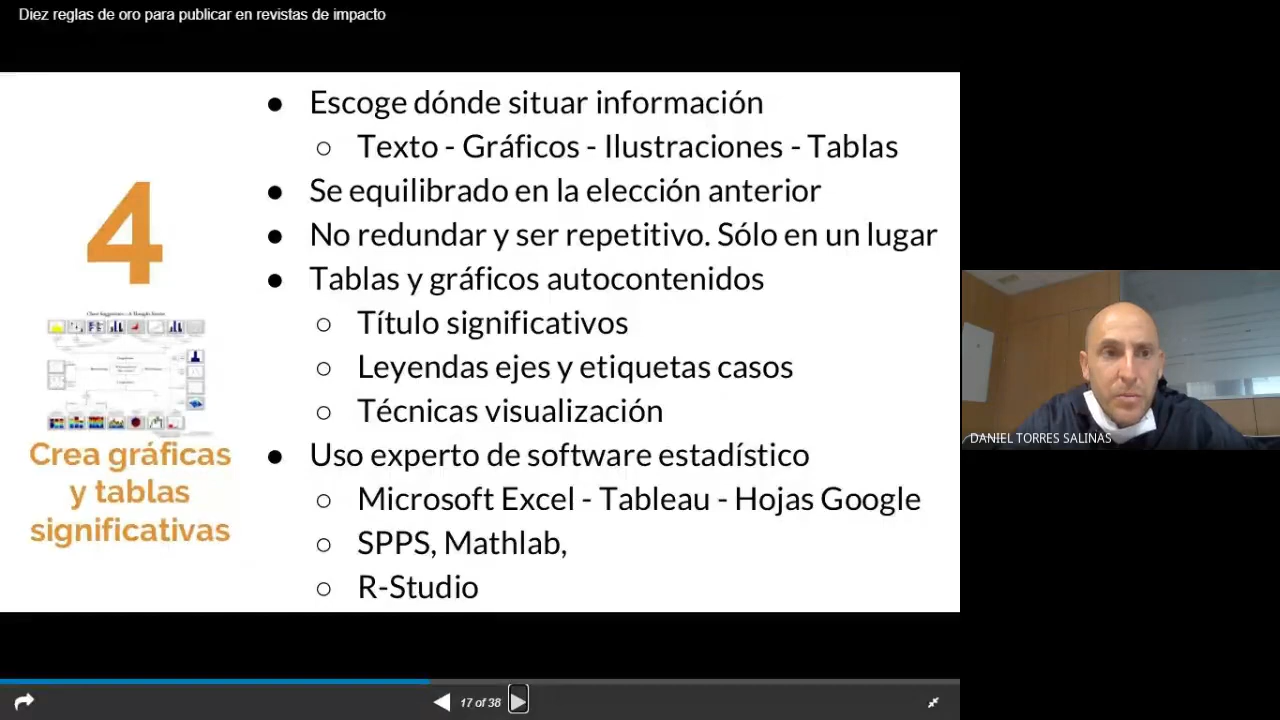 Diez reglas de oro para publicar en revistas de impacto
4
Crea gráficas
y tablas
significativas
● Escoge dónde situar información
○ Texto - Gráficos - Ilustraciones - Tablas
● Se equilibrado en la elección anterior
● No redundar y ser repetitivo. Sólo en un lugar
● Tablas y gráficos autocontenidos
○ Título significativos
○ Leyendas ejes y etiquetas casos
○ Técnicas visualización
● Uso experto de software estadístico
○ Microsoft Excel - Tableau - Hojas Google
○ SPPS, Mathlab,
○ R-Studio
DANIEL TORRES SALINAS
17 of 38